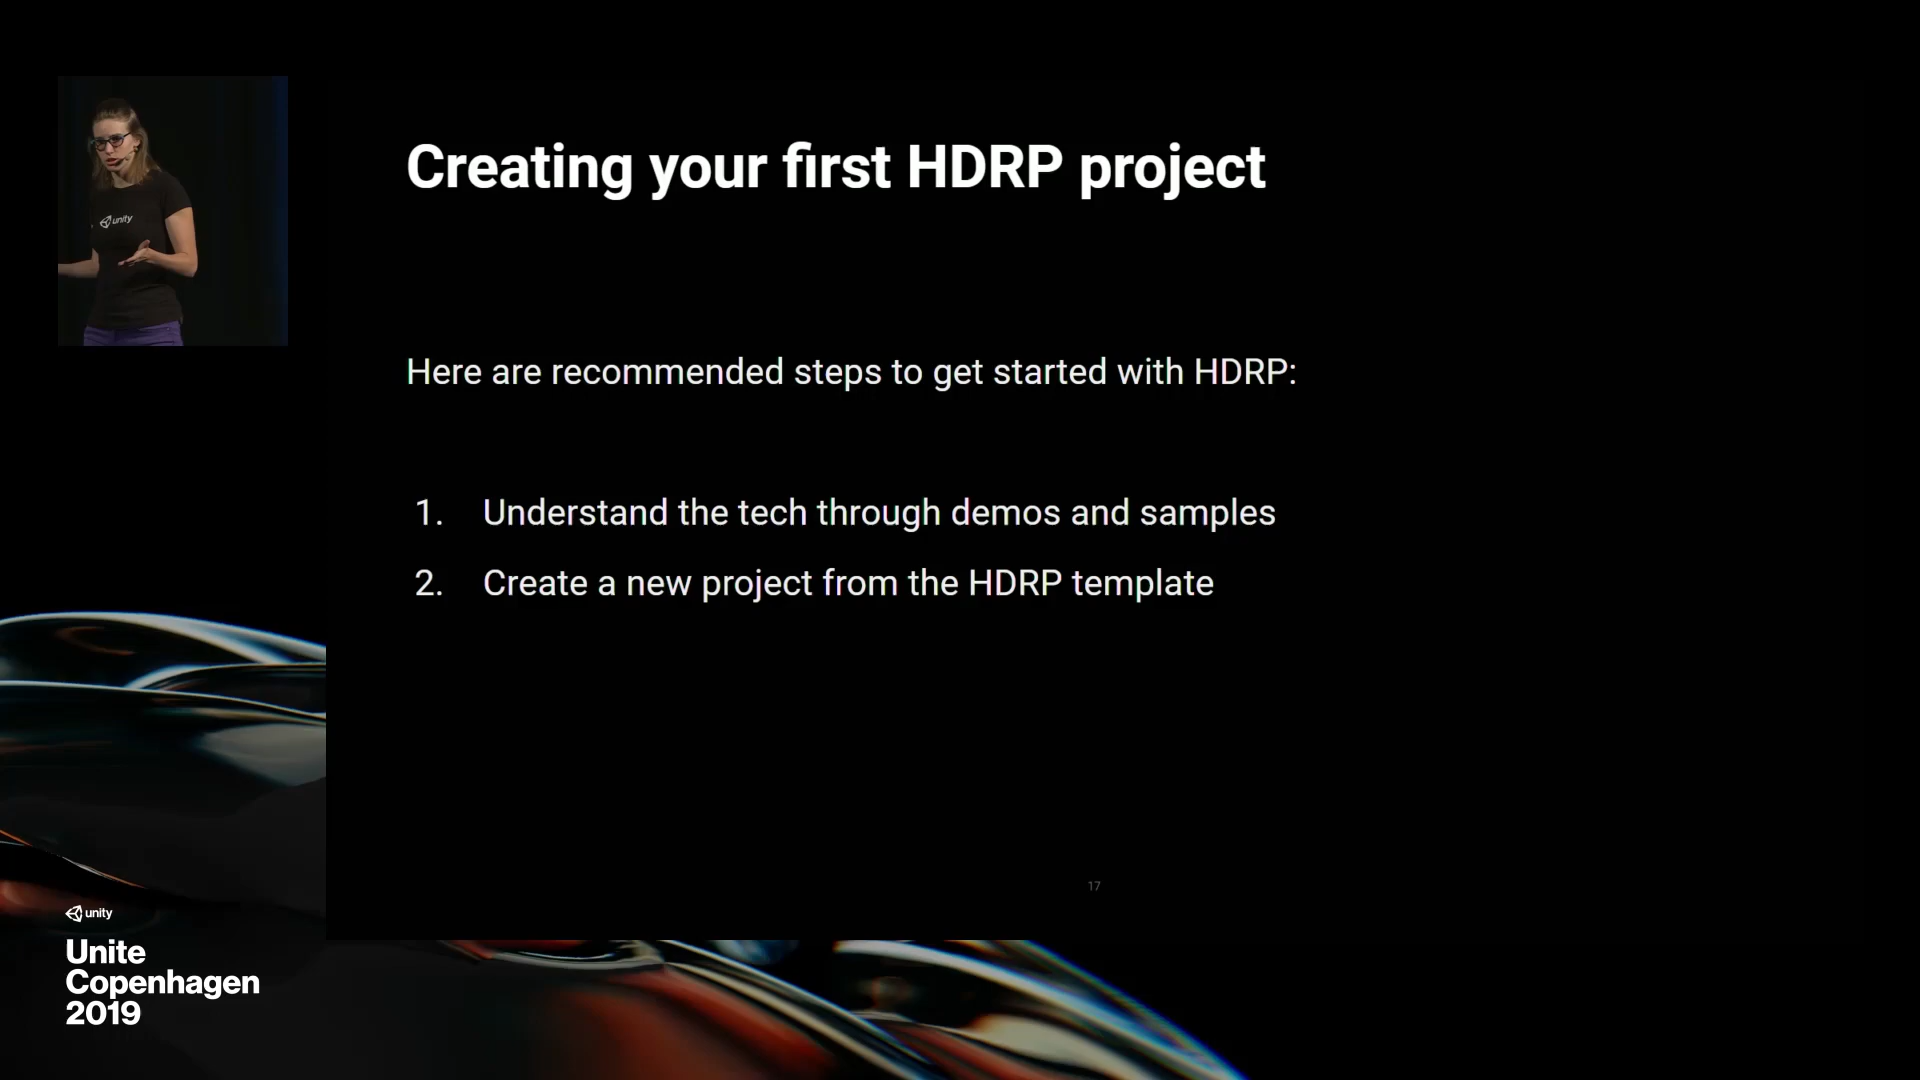 Creating your first HDRP project
Here are recommended steps to get started with HDRP:
1. Understand the tech through demos and samples
2. Create a new project from the HDRP template
17
unity
unity
Unite
Copenhagen
2019